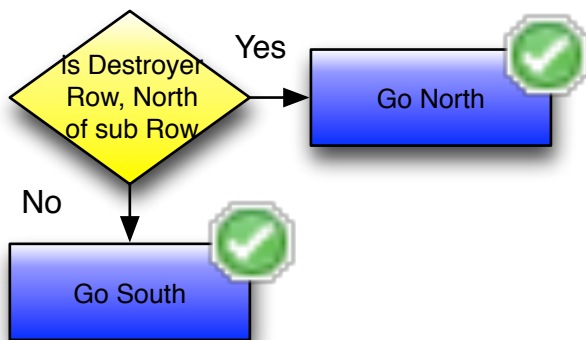 is Destroyer
Row, North
of sub Row
Yes
Go North
No
Go South